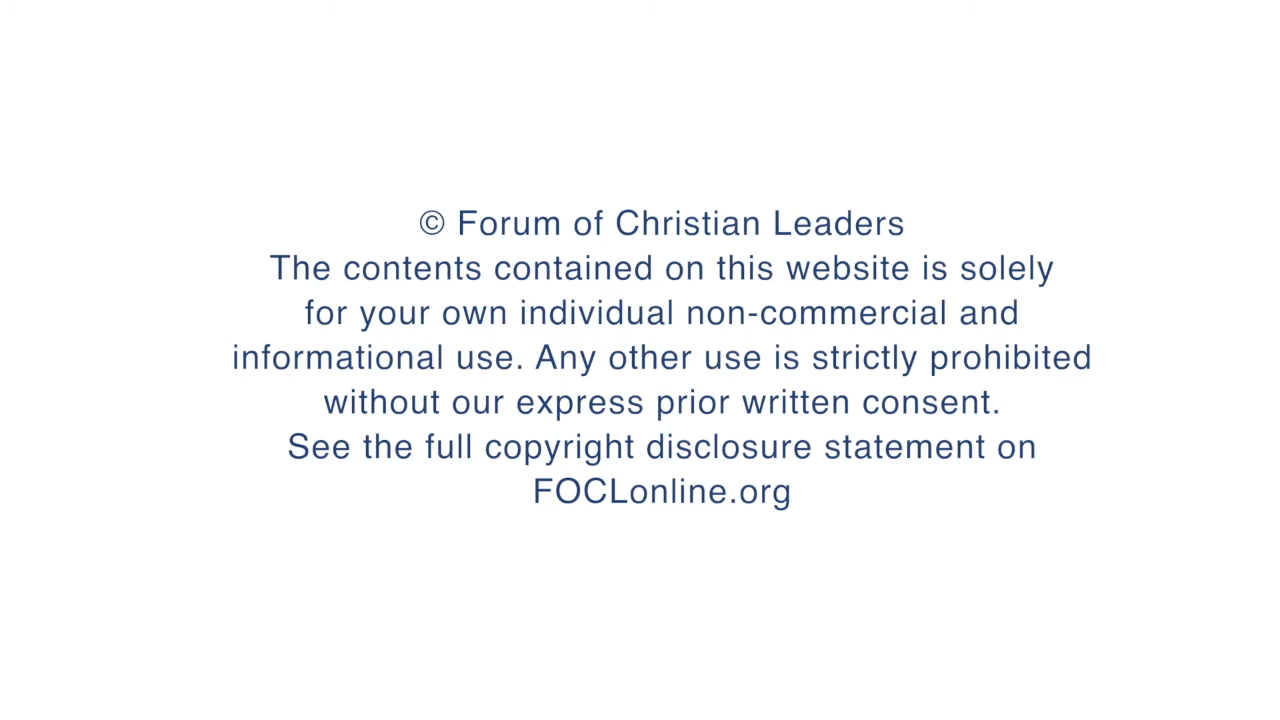 © Forum of Christian Leaders
The contents contained on this website is solely
for your own individual non-commercial and
informational use. Any other use is strictly prohibited
without our express prior written consent.
See the full copyright disclosure statement on
FOCLonline.org